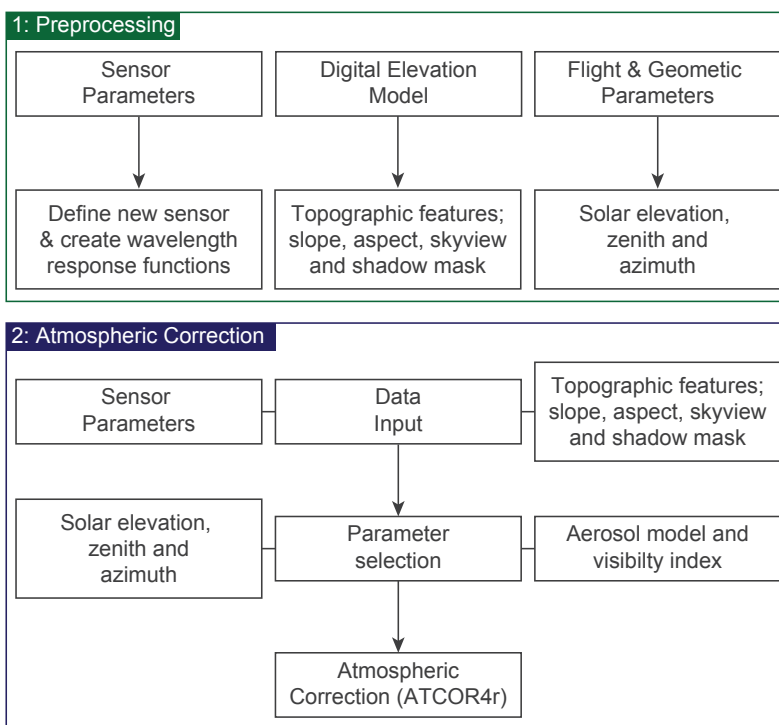 1: Preprocessing
Sensor
Parameters
Digital Elevation
Model
Flight & Geometic
Parameters
Define new sensor
& create wavelength
response functions
Topographic features;
slope, aspect, skyview
and shadow mask
Solar elevation,
zenith and
azimuth
2: Atmospheric Correction
Sensor
Parameters
Data
Input
Topographic features;
slope, aspect, skyview
and shadow mask
Solar elevation,
zenith and
azimuth
Parameter
selection
Aerosol model and
visibilty index
Atmospheric
Correction (ATCOR4r)